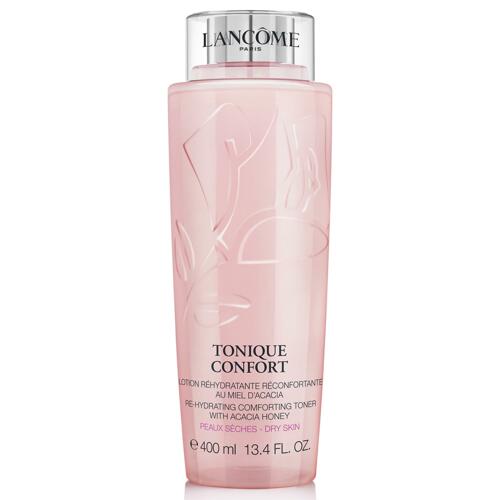 LANCÔME
PARIS
TONIQUE
CONFORT
LOTION RÉHYDRATANTE RÉCONFORTANTE
AU MIEL D'ACACIA
RE-HYDRATING COMFORTING TONER
WITH ACACIA HONEY
PEAUX SÈCHES - DRY SKIN
℮ 400 ml 13.4 FL. OZ.